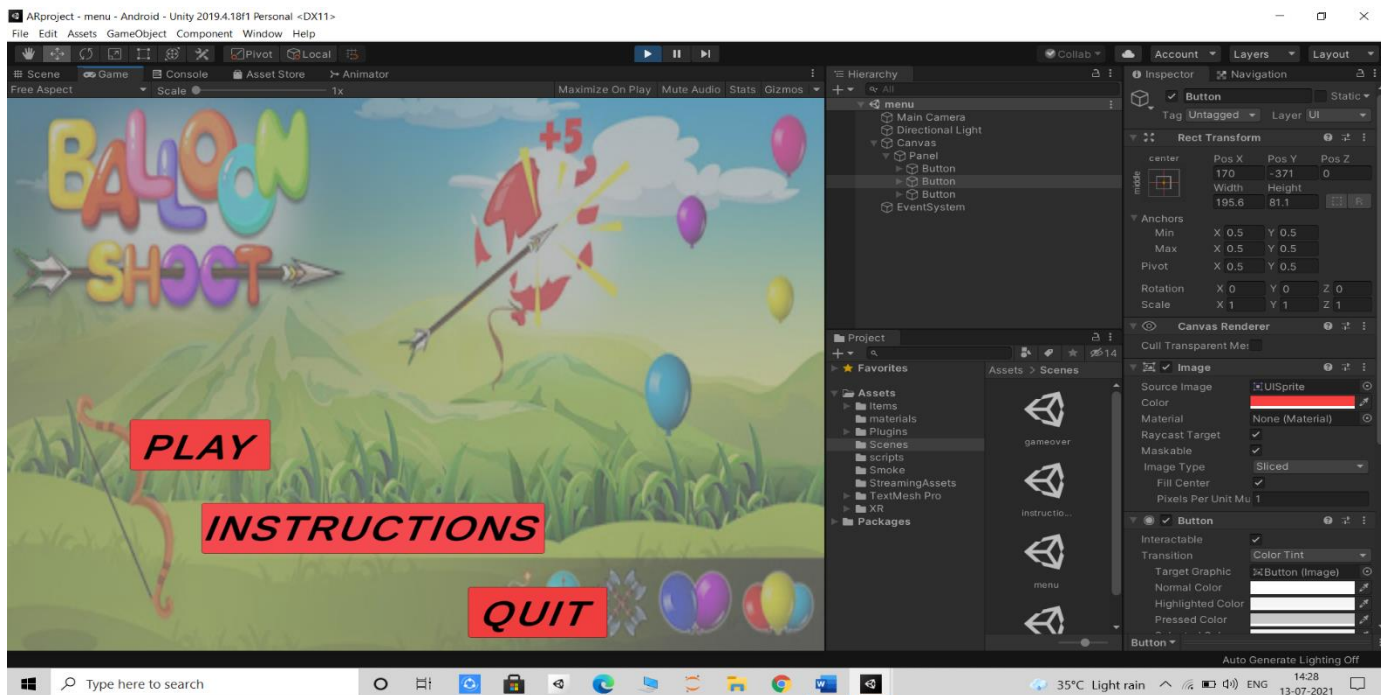 ARproject - menu - Android - Unity 2019.4.18f1 Personal <DX11>
File Edit Assets GameObject Component Window Help
Pivot Local
Collab Account Layers Layout
Scene Game Console Asset Store Animator
Free Aspect Scale 1x Maximize On Play Mute Audio Stats Gizmos
BALLOON
SHOOT
+5
PLAY
INSTRUCTIONS
QUIT
Hierarchy
All
menu
Main Camera
Directional Light
Canvas
Panel
Button
Button
Button
EventSystem
Project
14
Favorites
Assets > Scenes
Assets
Items
materials
Plugins
Scenes
scripts
Smoke
StreamingAssets
TextMesh Pro
XR
Packages
gameover
instructio...
menu
Inspector Navigation
Button Static
Tag Untagged Layer UI
Rect Transform
center Pos X Pos Y Pos Z
middle 170 -371 0
Width Height
195.6 81.1 R
Anchors
Min X 0.5 Y 0.5
Max X 0.5 Y 0.5
Pivot X 0.5 Y 0.5
Rotation X 0 Y 0 Z 0
Scale X 1 Y 1 Z 1
Canvas Renderer
Cull Transparent Me
Image
Source Image UISprite
Color
Material None (Material)
Raycast Target
Maskable
Image Type Sliced
Fill Center
Pixels Per Unit Mu 1
Button
Interactable
Transition Color Tint
Target Graphic Button (Image)
Normal Color
Highlighted Color
Pressed Color
Button
Auto Generate Lighting Off
Type here to search
35°C Light rain ENG 14:28
13-07-2021